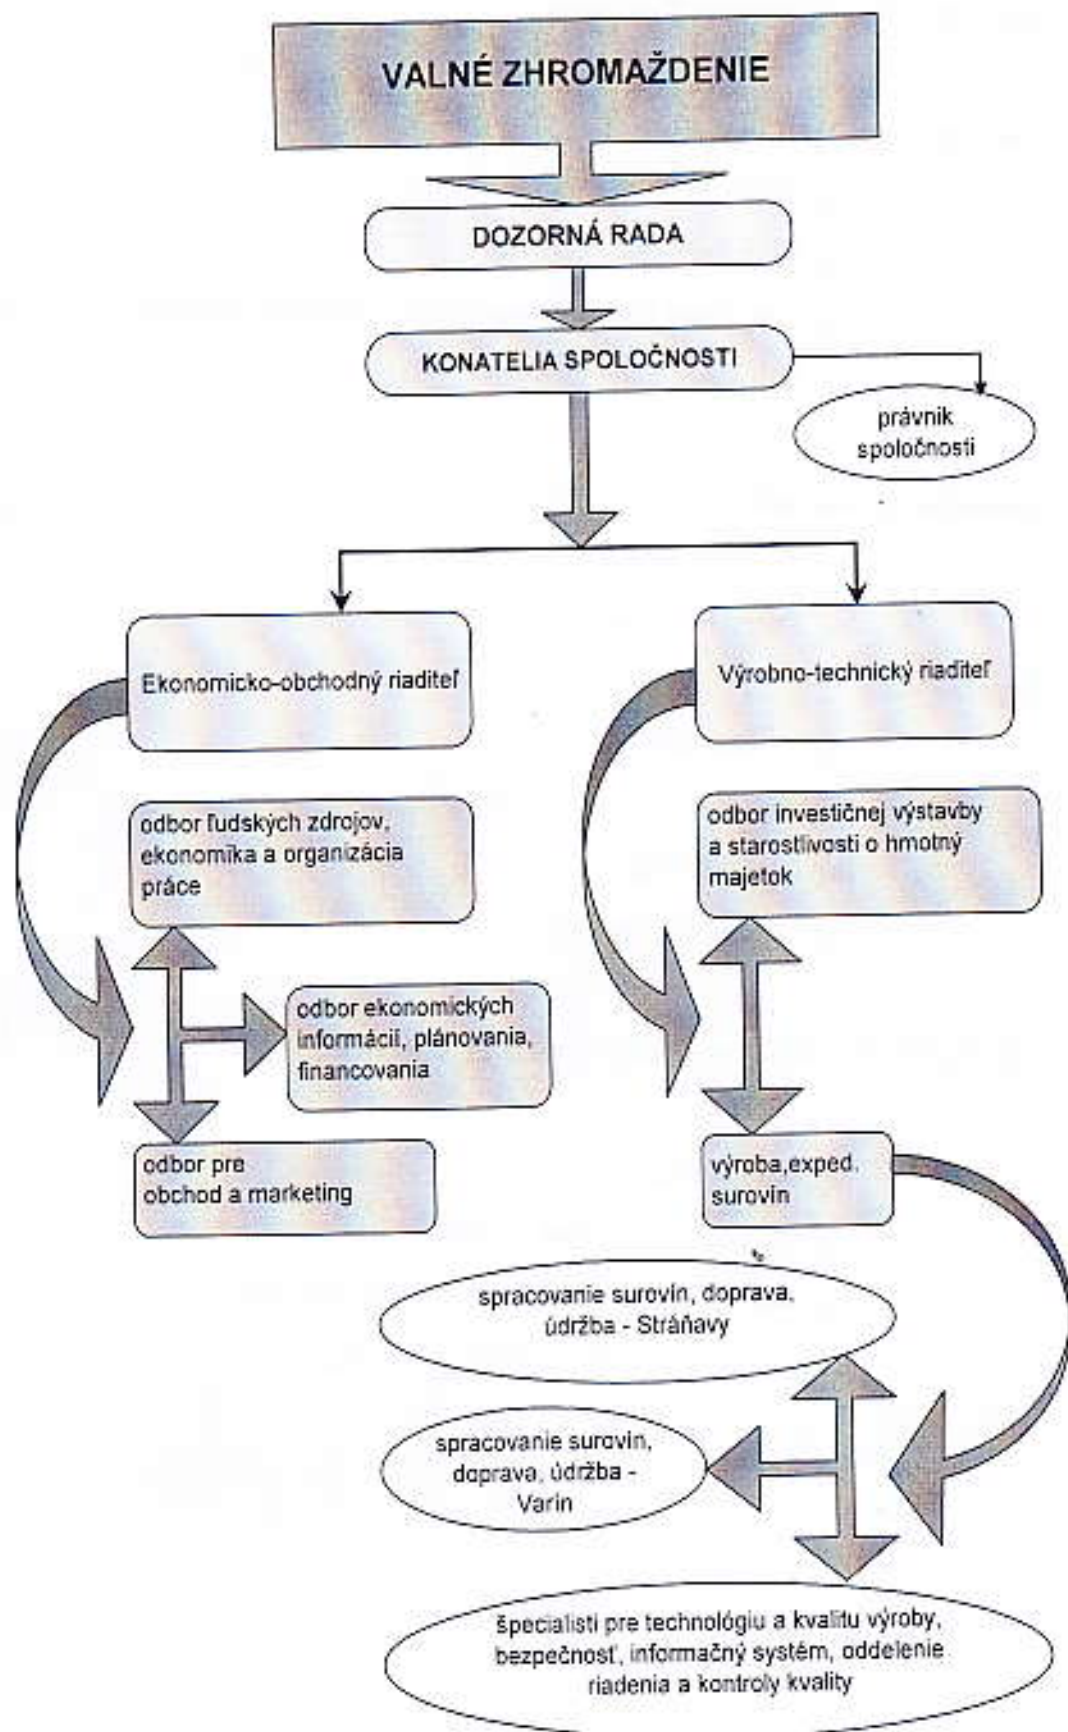 VALNÉ ZHROMAŽDENIE
DOZORNÁ RADA
KONATELIA SPOLOČNOSTI
právnik
spoločnosti
Ekonomicko-obchodný riaditeľ
Výrobno-technický riaditeľ
odbor ľudských zdrojov,
ekonomika a organizácia
práce
odbor investičnej výstavby
a starostlivosti o hmotný
majetok
odbor ekonomických
informácií, plánovania,
financovania
odbor pre
obchod a marketing
výroba,exped.
surovín
spracovanie surovín, doprava,
údržba - Stráňavy
spracovanie surovín,
doprava, údržba -
Varín
špecialisti pre technológiu a kvalitu výroby,
bezpečnosť, informačný systém, oddelenie
riadenia a kontroly kvality